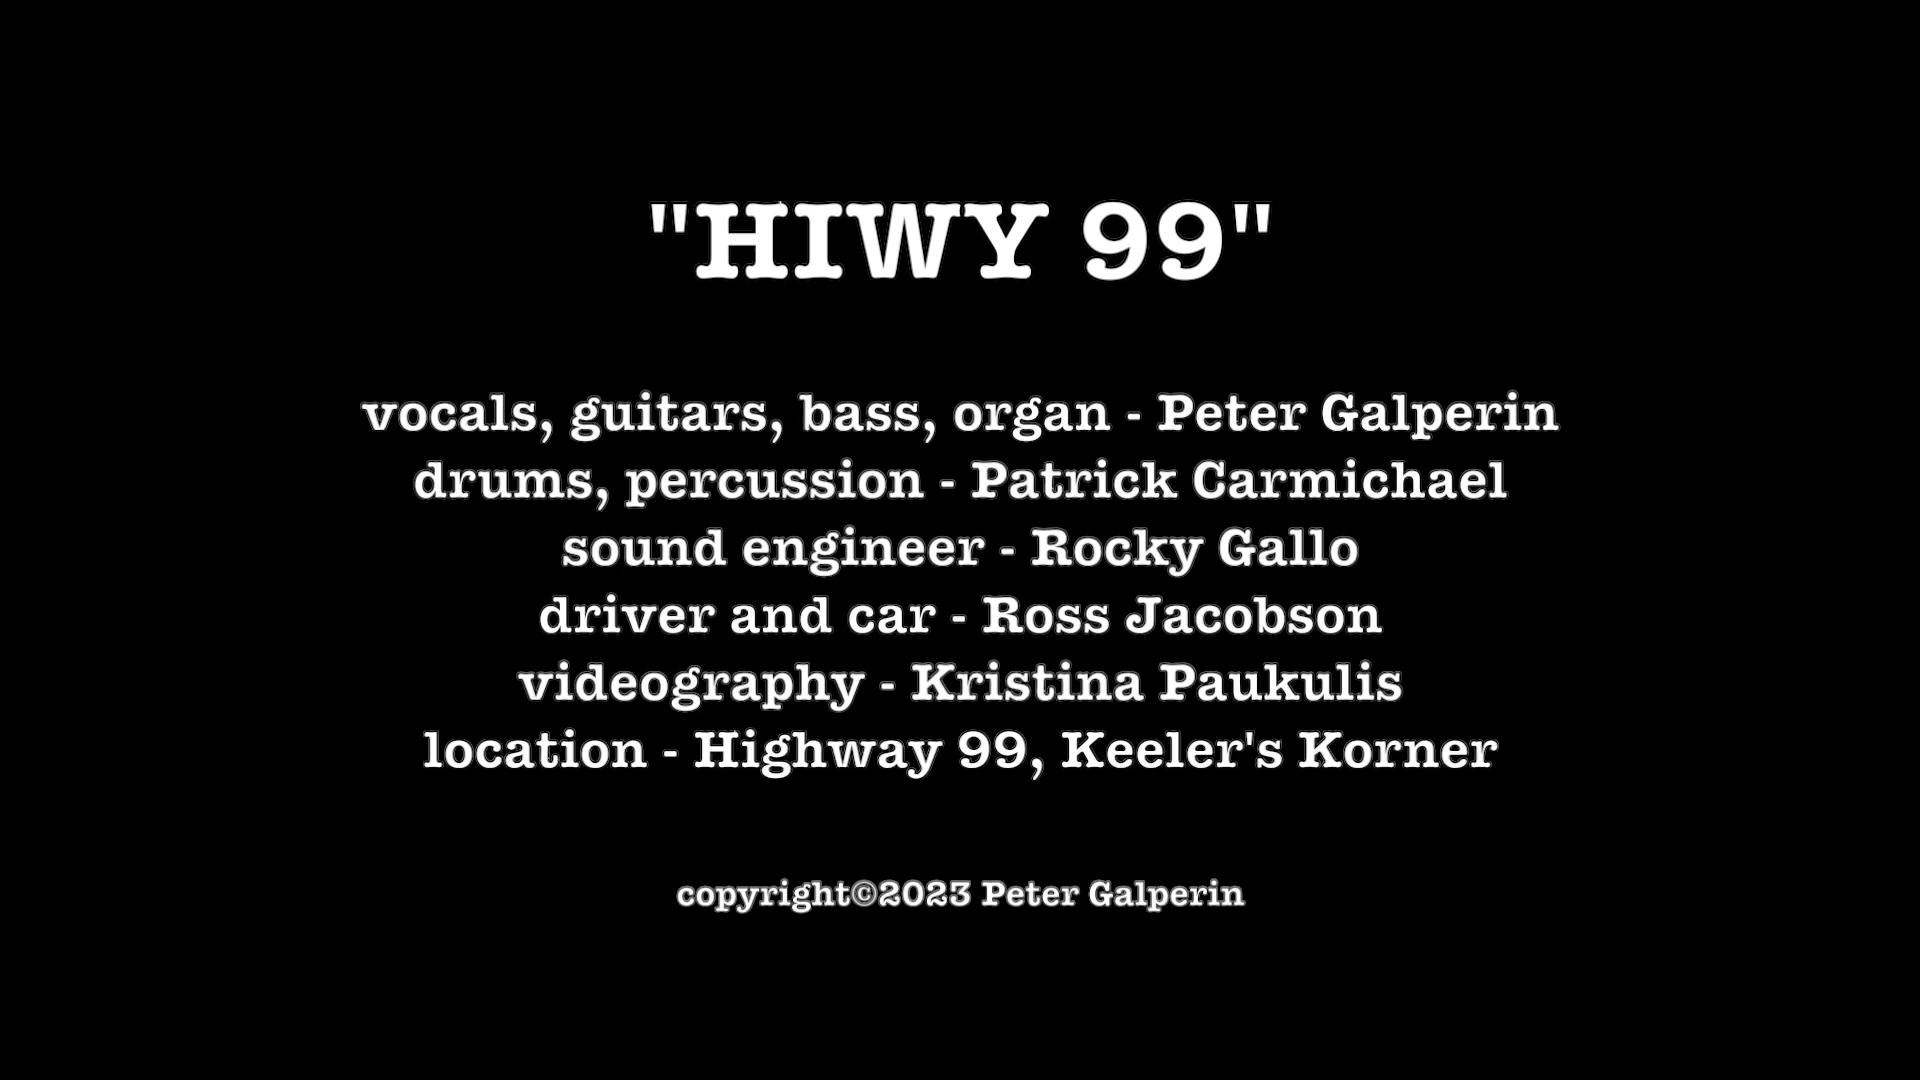 "HIWY 99"
vocals, guitars, bass, organ - Peter Galperin
drums, percussion - Patrick Carmichael
sound engineer - Rocky Gallo
driver and car - Ross Jacobson
videography - Kristina Paukulis
location - Highway 99, Keeler's Korner
copyright©2023 Peter Galperin